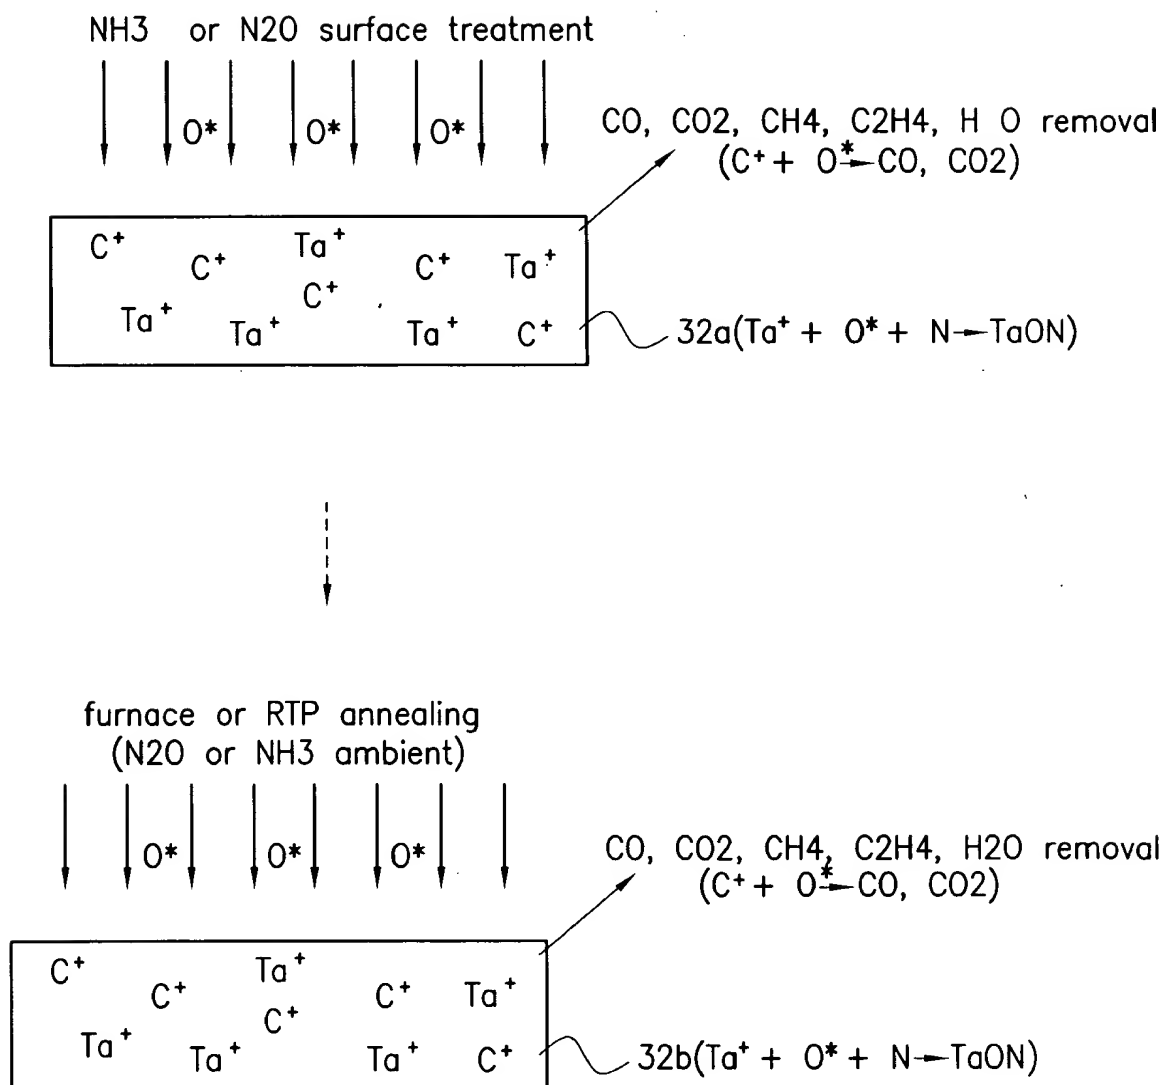 NH3 or N2O surface treatment
O* O* O*
CO, CO2, CH4, C2H4, H O removal
(C⁺ + O*→CO, CO2)
C⁺ C⁺ Ta⁺ C⁺ Ta⁺
Ta⁺ Ta⁺ C⁺ Ta⁺ C⁺
32a(Ta⁺ + O* + N→TaON)
furnace or RTP annealing
(N2O or NH3 ambient)
O* O* O*
CO, CO2, CH4, C2H4, H2O removal
(C⁺ + O*→CO, CO2)
C⁺ C⁺ Ta⁺ C⁺ Ta⁺
Ta⁺ Ta⁺ C⁺ Ta⁺ C⁺
32b(Ta⁺ + O* + N→TaON)